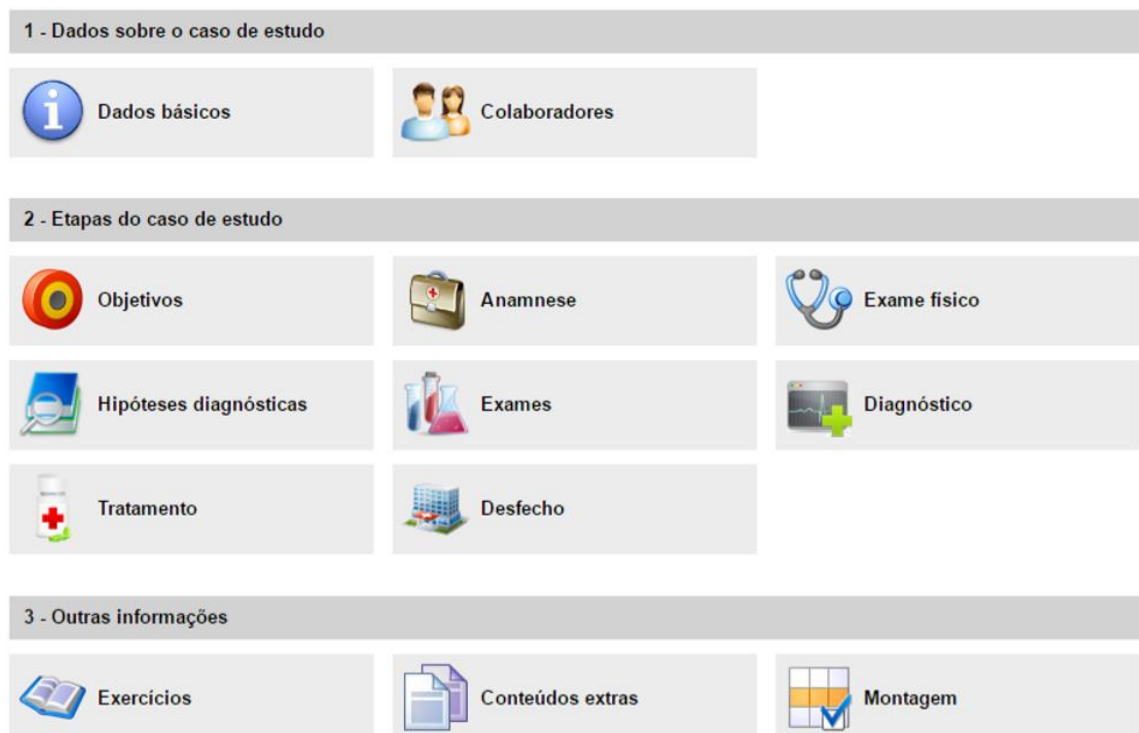 1 - Dados sobre o caso de estudo
Dados básicos
Colaboradores
2 - Etapas do caso de estudo
Objetivos
Anamnese
Exame físico
Hipóteses diagnósticas
Exames
Diagnóstico
Tratamento
Desfecho
3 - Outras informações
Exercícios
Conteúdos extras
Montagem